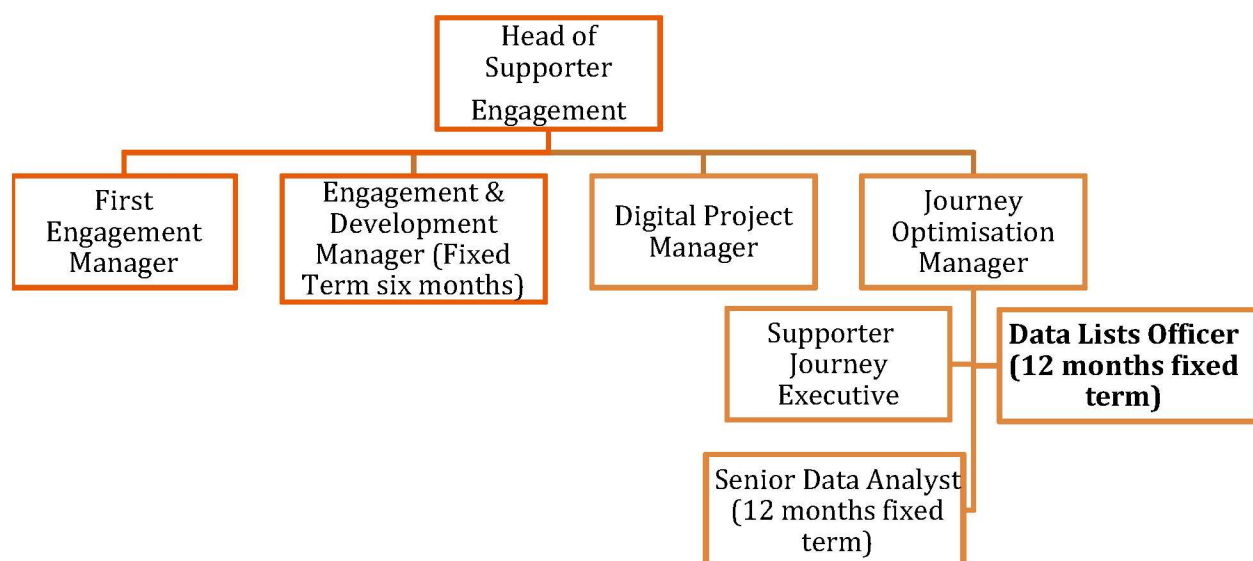 Head of
Supporter
Engagement
First
Engagement
Manager
Engagement &
Development
Manager (Fixed
Term six months)
Digital Project
Manager
Journey
Optimisation
Manager
Supporter
Journey
Executive
Data Lists Officer
(12 months fixed
term)
Senior Data Analyst
(12 months fixed
term)